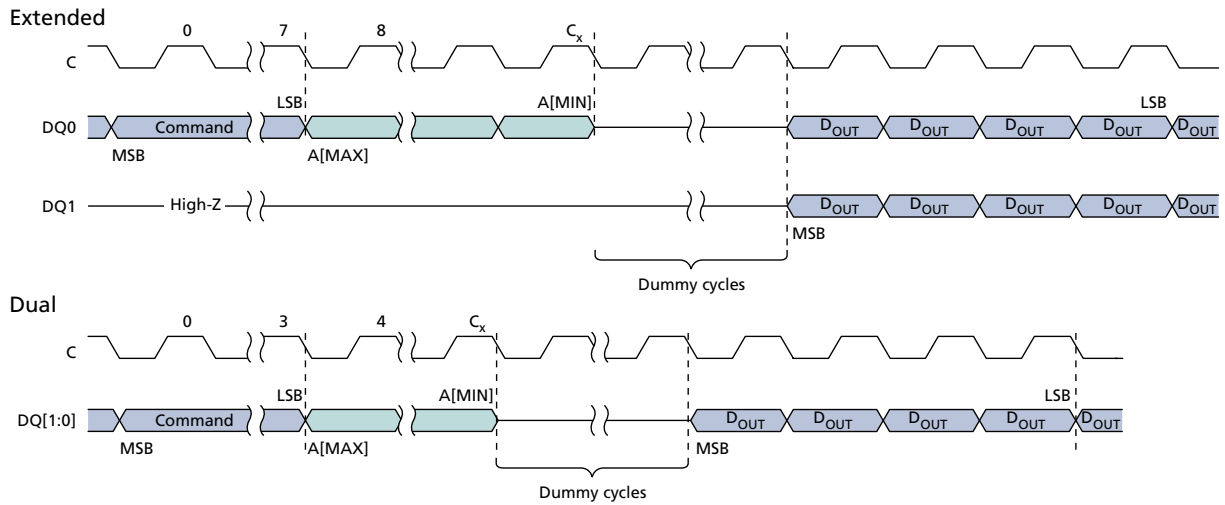 Extended
0 7 8 Cx
C
LSB A[MIN] LSB
DQ0 Command DOUT DOUT DOUT DOUT DOUT
MSB A[MAX]
DQ1 High-Z DOUT DOUT DOUT DOUT DOUT
MSB
Dummy cycles
Dual
0 3 4 Cx
C
LSB A[MIN] LSB
DQ[1:0] Command DOUT DOUT DOUT DOUT DOUT
MSB A[MAX] MSB
Dummy cycles